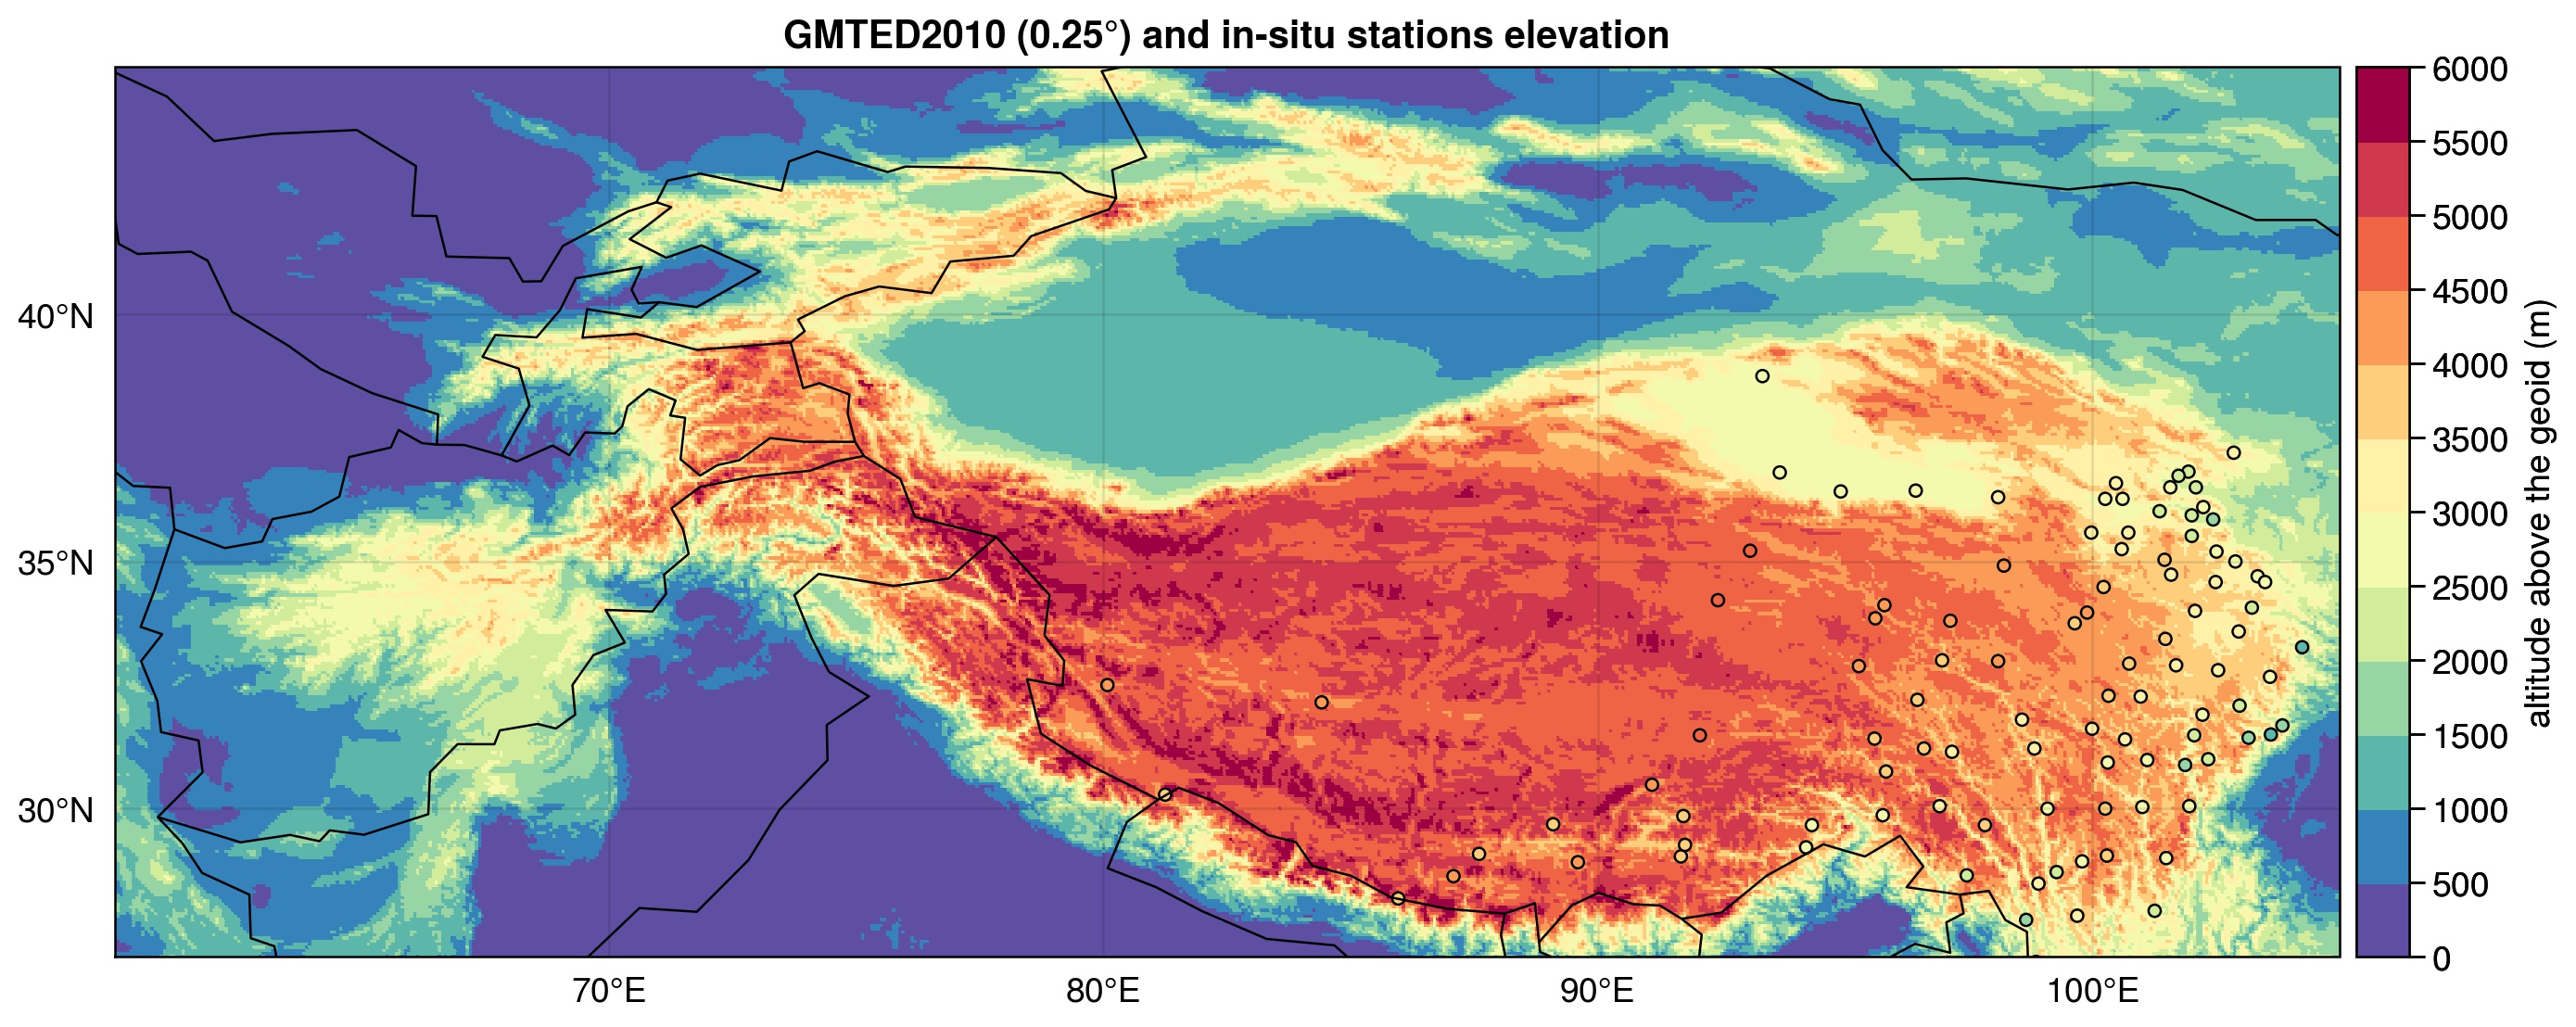 GMTED2010 (0.25°) and in-situ stations elevation
40°N
35°N
30°N
70°E
80°E
90°E
100°E
6000
5500
5000
4500
4000
3500
3000
2500
2000
1500
1000
500
0
altitude above the geoid (m)